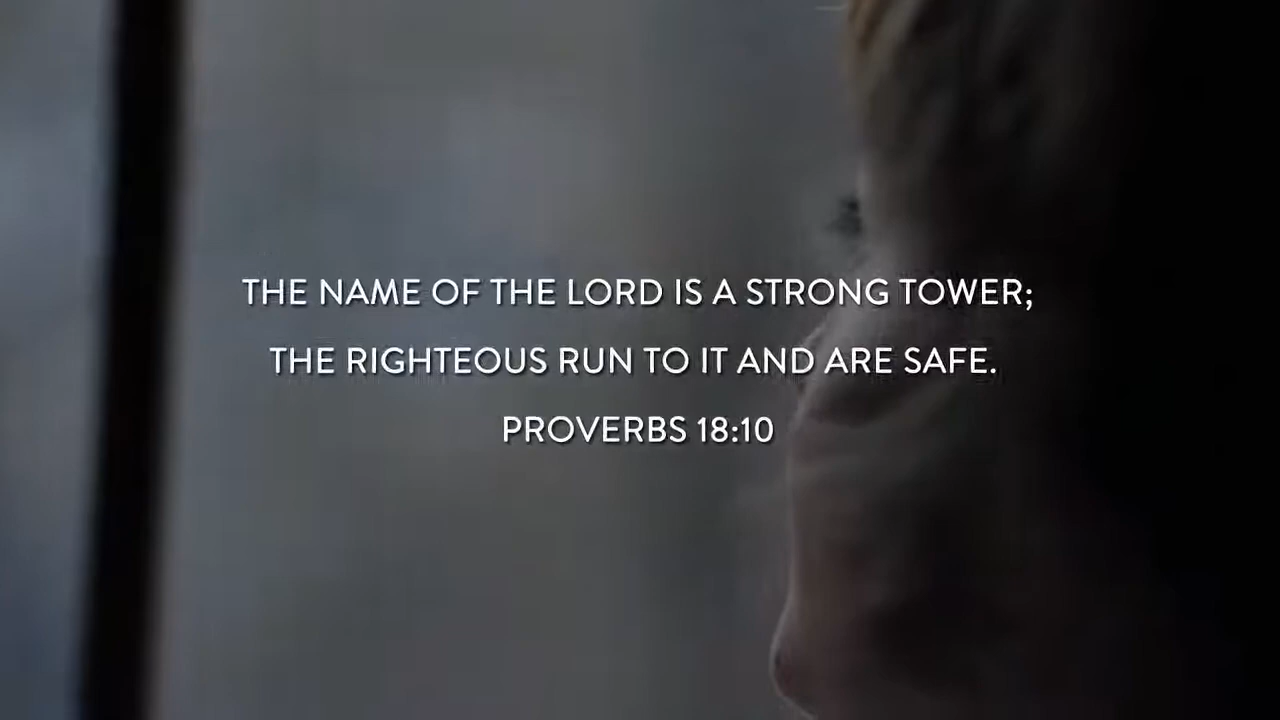 THE NAME OF THE LORD IS A STRONG TOWER;
THE RIGHTEOUS RUN TO IT AND ARE SAFE.
PROVERBS 18:10